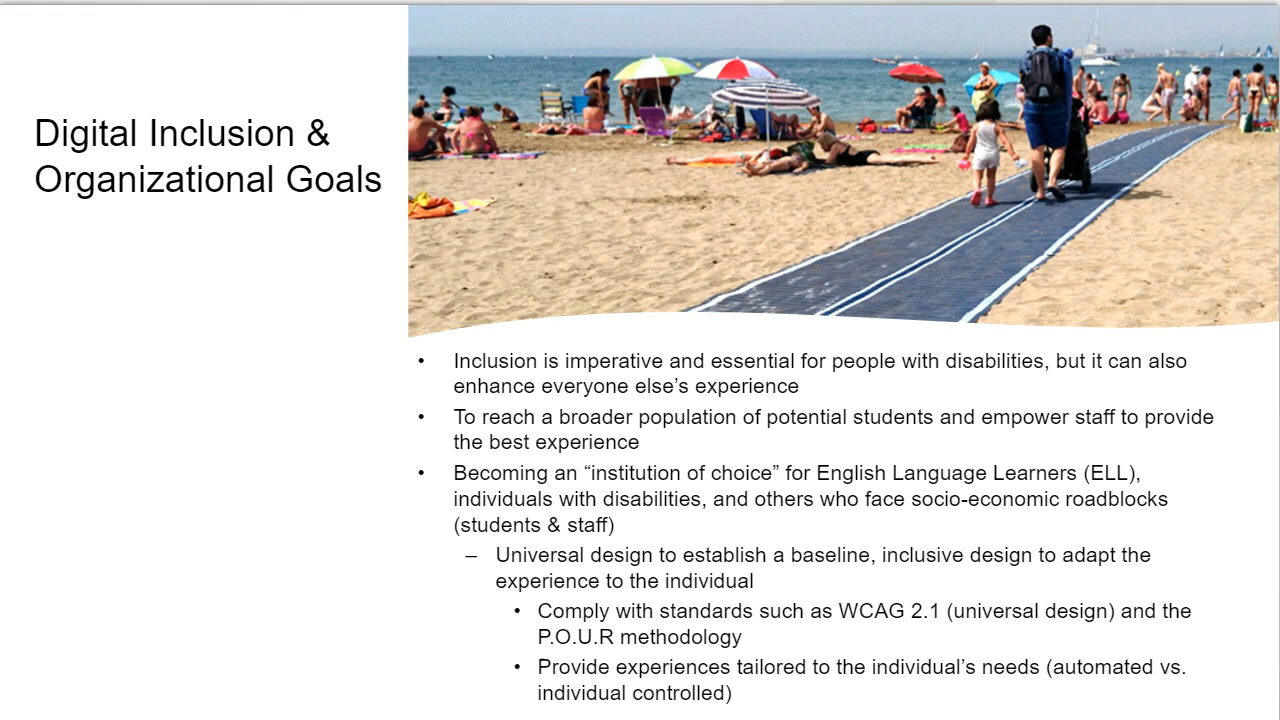 Digital Inclusion &
Organizational Goals
• Inclusion is imperative and essential for people with disabilities, but it can also
enhance everyone else’s experience
• To reach a broader population of potential students and empower staff to provide
the best experience
• Becoming an “institution of choice” for English Language Learners (ELL),
individuals with disabilities, and others who face socio-economic roadblocks
(students & staff)
– Universal design to establish a baseline, inclusive design to adapt the
experience to the individual
• Comply with standards such as WCAG 2.1 (universal design) and the
P.O.U.R methodology
• Provide experiences tailored to the individual’s needs (automated vs.
individual controlled)